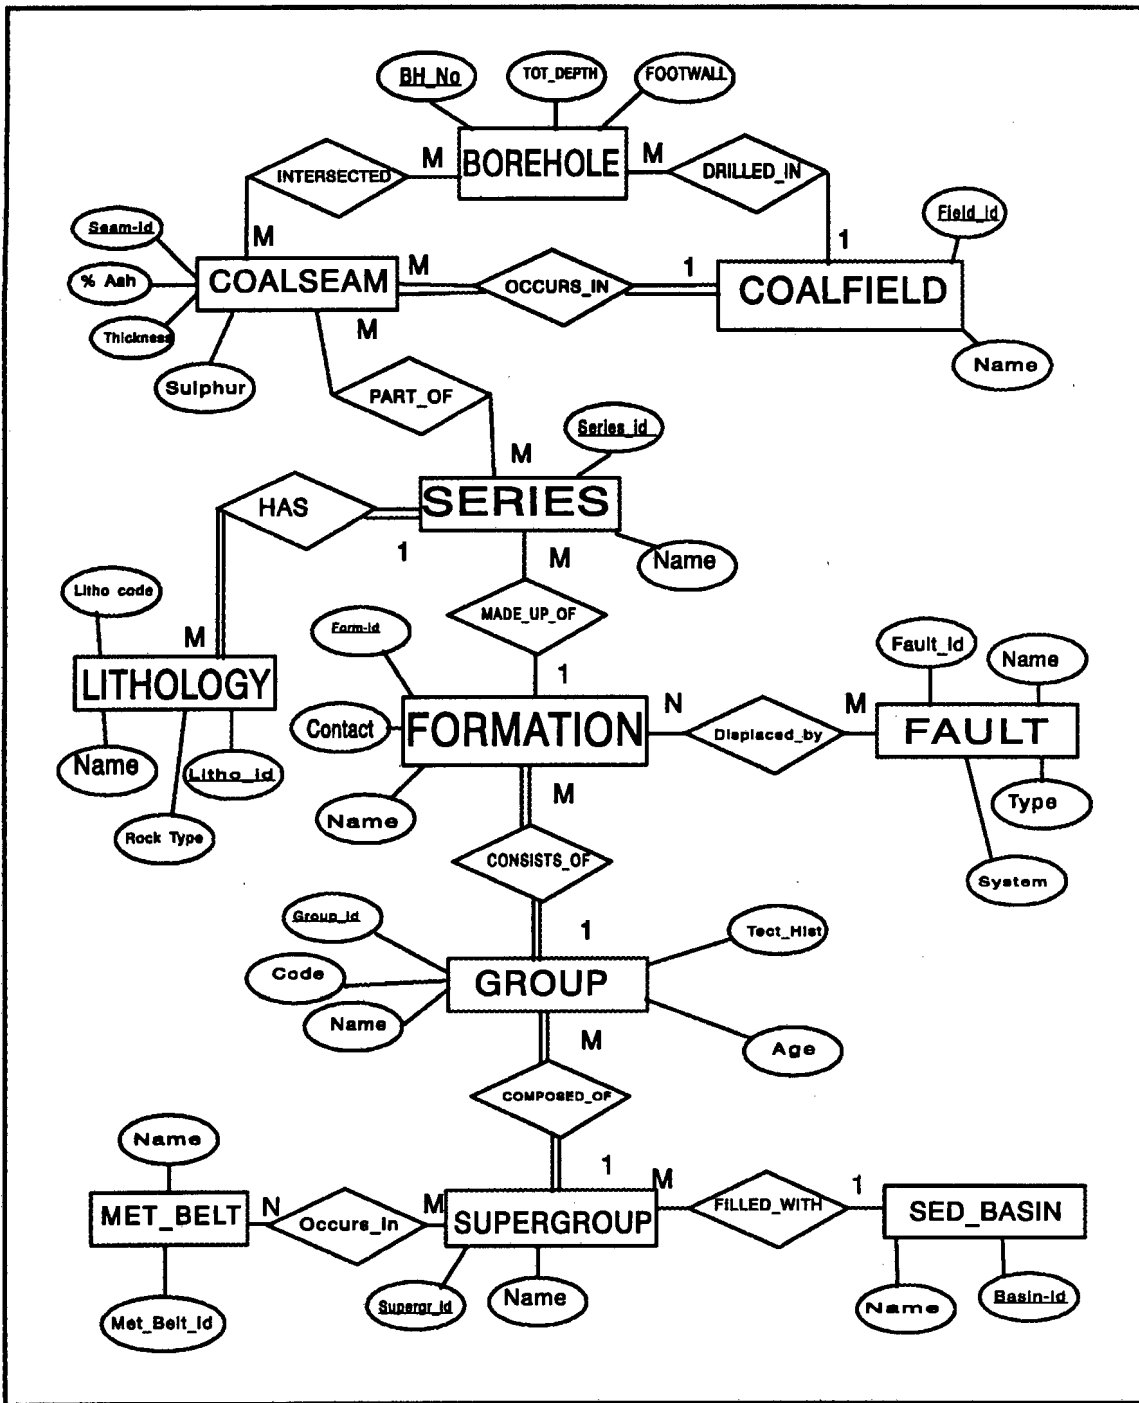 BH_No
TOT_DEPTH
FOOTWALL
BOREHOLE
M
M
INTERSECTED
DRILLED_IN
Seam-id
M
Field_id
1
% Ash
COALSEAM
M
OCCURS_IN
1
COALFIELD
Thickness
M
Sulphur
Name
PART_OF
Series_id
M
HAS
SERIES
1
M
Name
Litho code
MADE_UP_OF
Form-id
M
1
Fault_Id
Name
LITHOLOGY
Contact
FORMATION
N
Displaced_by
M
FAULT
Name
Litho_id
M
Type
Name
Rock Type
CONSISTS_OF
System
Group_id
1
Tect_Hist
Code
GROUP
Name
M
Age
COMPOSED_OF
Name
1
M
MET_BELT
N
Occurs_In
M
SUPERGROUP
FILLED_WITH
1
SED_BASIN
Met_Belt_Id
Supergr_id
Name
Name
Basin-Id